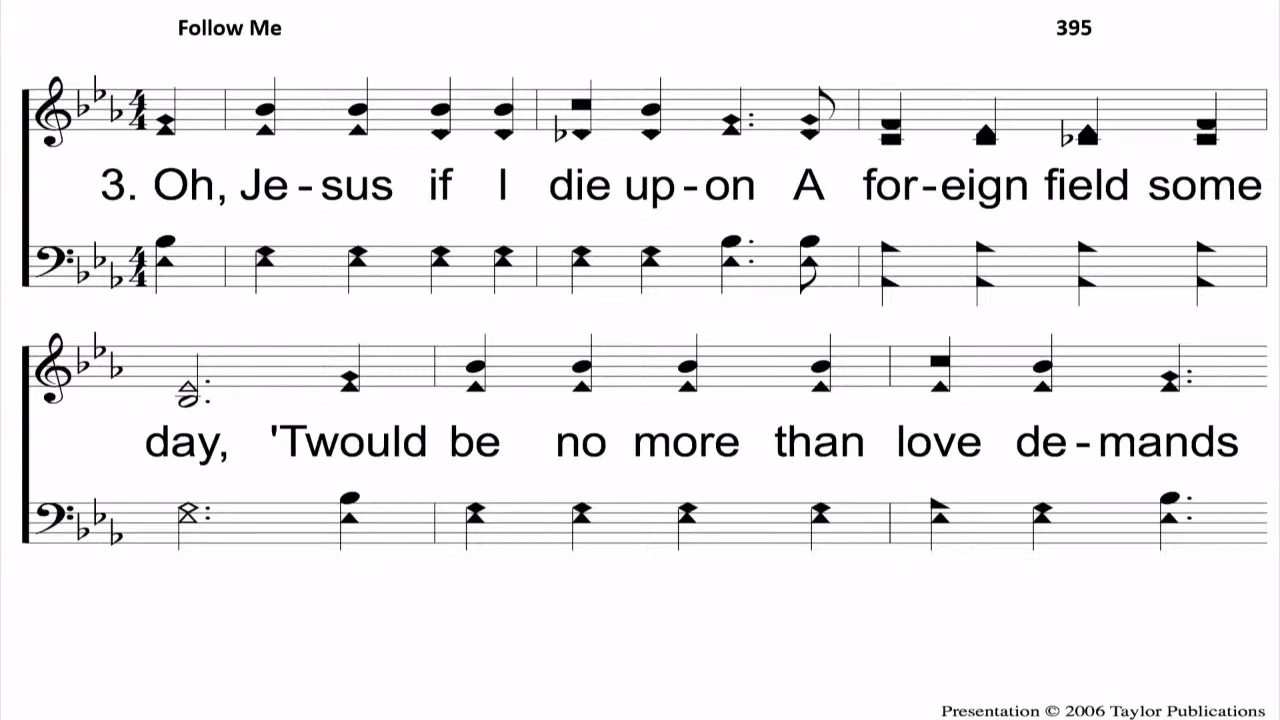 Follow Me 395
3. Oh, Je-sus if I die up-on A for-eign field some
day, 'Twould be no more than love de-mands
Presentation © 2006 Taylor Publications